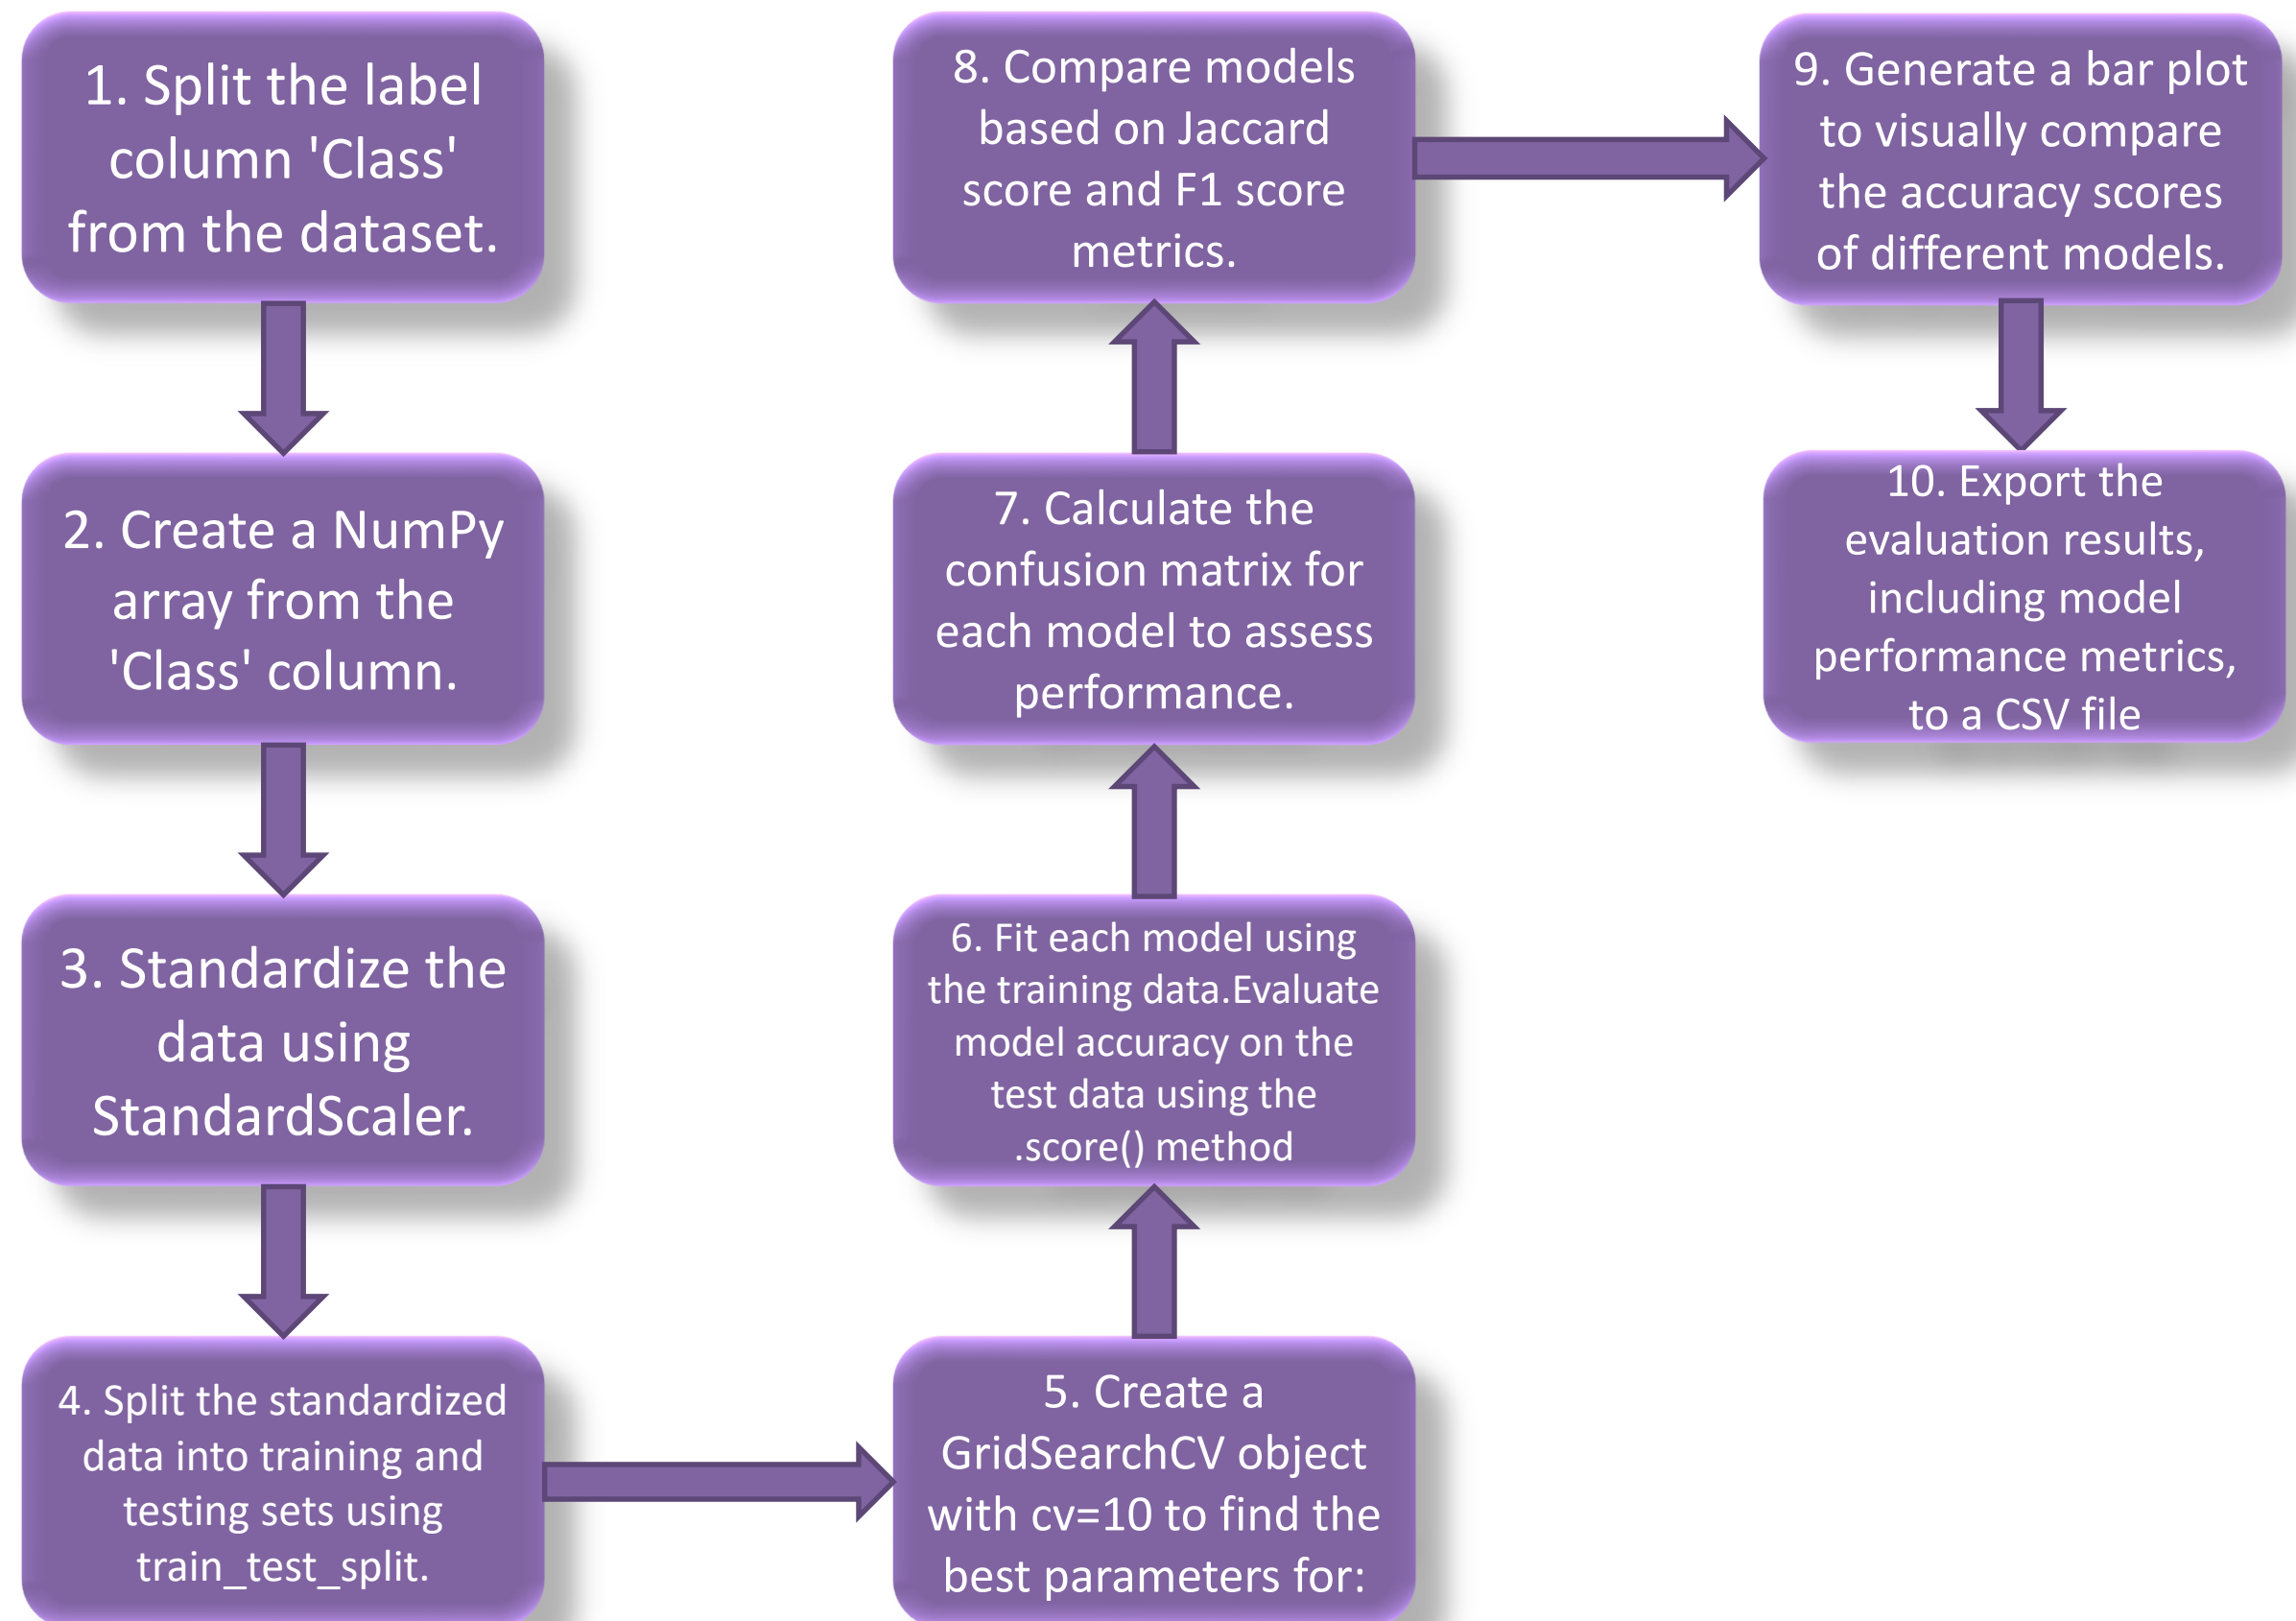 1. Split the label
column 'Class'
from the dataset.
2. Create a NumPy
array from the
'Class' column.
3. Standardize the
data using
StandardScaler.
4. Split the standardized
data into training and
testing sets using
train_test_split.
5. Create a
GridSearchCV object
with cv=10 to find the
best parameters for:
6. Fit each model using
the training data.Evaluate
model accuracy on the
test data using the
.score() method
7. Calculate the
confusion matrix for
each model to assess
performance.
8. Compare models
based on Jaccard
score and F1 score
metrics.
9. Generate a bar plot
to visually compare
the accuracy scores
of different models.
10. Export the
evaluation results,
including model
performance metrics,
to a CSV file